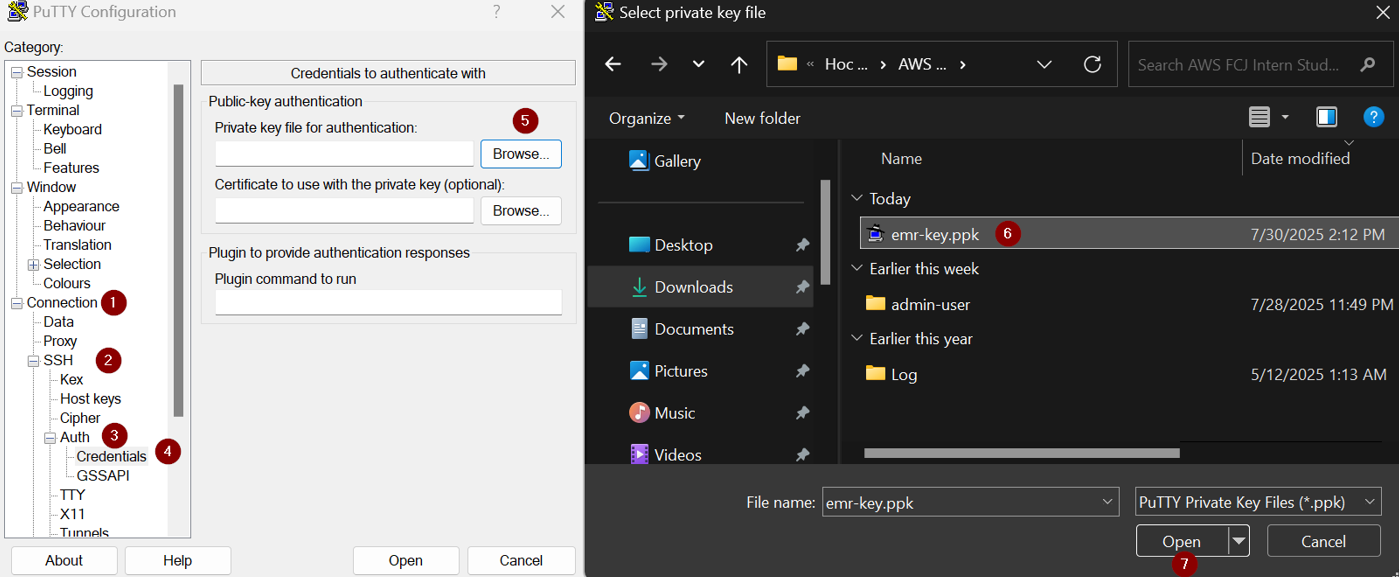 PuTTY Configuration
?
Category:
Session
Logging
Terminal
Keyboard
Bell
Features
Window
Appearance
Behaviour
Translation
Selection
Colours
Connection 1
Data
Proxy
SSH 2
Kex
Host keys
Cipher
Auth 3
Credentials 4
GSSAPI
TTY
X11
Tunnels
Credentials to authenticate with
Public-key authentication
Private key file for authentication: 5
Browse...
Certificate to use with the private key (optional):
Browse...
Plugin to provide authentication responses
Plugin command to run
About Help Open Cancel
Select private key file
« Hoc ... › AWS ... ›
Search AWS FCJ Intern Stud...
Organize New folder
?
Gallery
Desktop
Downloads
Documents
Pictures
Music
Videos
Name Date modified
Today
emr-key.ppk 6 7/30/2025 2:12 PM
Earlier this week
admin-user 7/28/2025 11:49 PM
Earlier this year
Log 5/12/2025 1:13 AM
File name: emr-key.ppk PuTTY Private Key Files (*.ppk)
Open Cancel
7